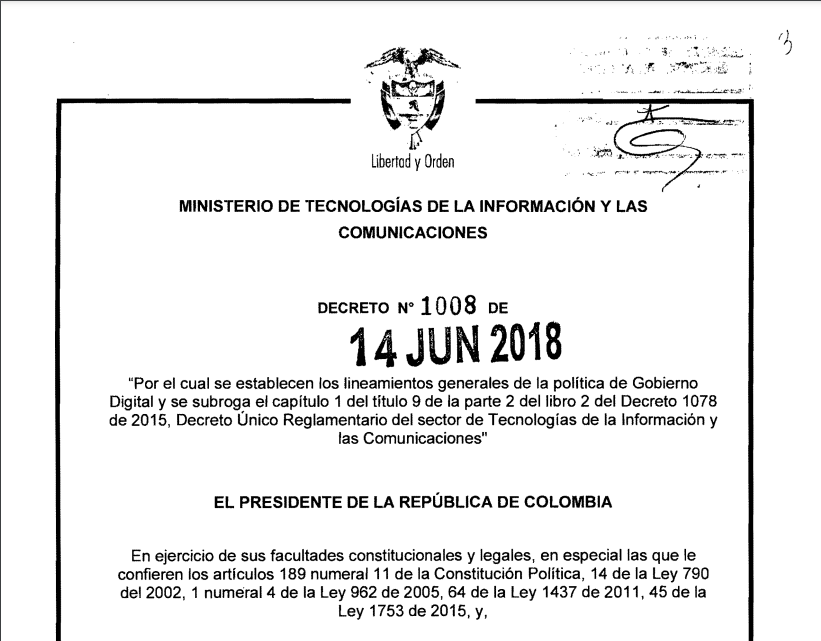 3
Libertad y Orden
MINISTERIO DE TECNOLOGÍAS DE LA INFORMACIÓN Y LAS
COMUNICACIONES
DECRETO N° 1008 DE
14 JUN 2018
"Por el cual se establecen los lineamientos generales de la política de Gobierno
Digital y se subroga el capítulo 1 del título 9 de la parte 2 del libro 2 del Decreto 1078
de 2015, Decreto Único Reglamentario del sector de Tecnologías de la Información y
las Comunicaciones"
EL PRESIDENTE DE LA REPÚBLICA DE COLOMBIA
En ejercicio de sus facultades constitucionales y legales, en especial las que le
confieren los artículos 189 numeral 11 de la Constitución Política, 14 de la Ley 790
del 2002, 1 numeral 4 de la Ley 962 de 2005, 64 de la Ley 1437 de 2011, 45 de la
Ley 1753 de 2015, y,